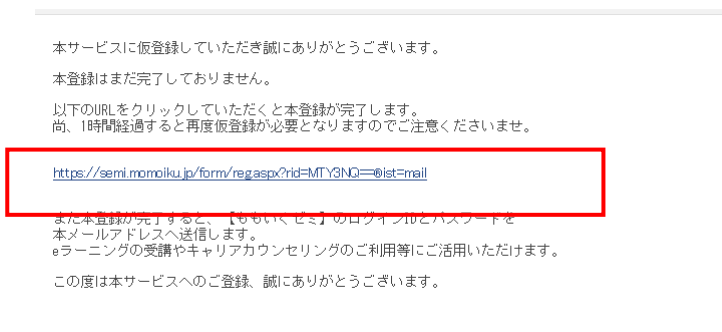 本サービスに仮登録していただき誠にありがとうございます。
本登録はまだ完了しておりません。
以下のURLをクリックしていただくと本登録が完了します。
尚、1時間経過すると再度仮登録が必要となりますのでご注意くださいませ。
https://semi.momoiku.jp/form/reg.aspx?rid=MTY3NQ==®ist=mail
また本登録が完了すると、【ももいくゼミ】のログインIDとパスワードを
本メールアドレスへ送信します。
eラーニングの受講やキャリアカウンセリングのご利用等にご活用いただけます。
この度は本サービスへのご登録、誠にありがとうございます。